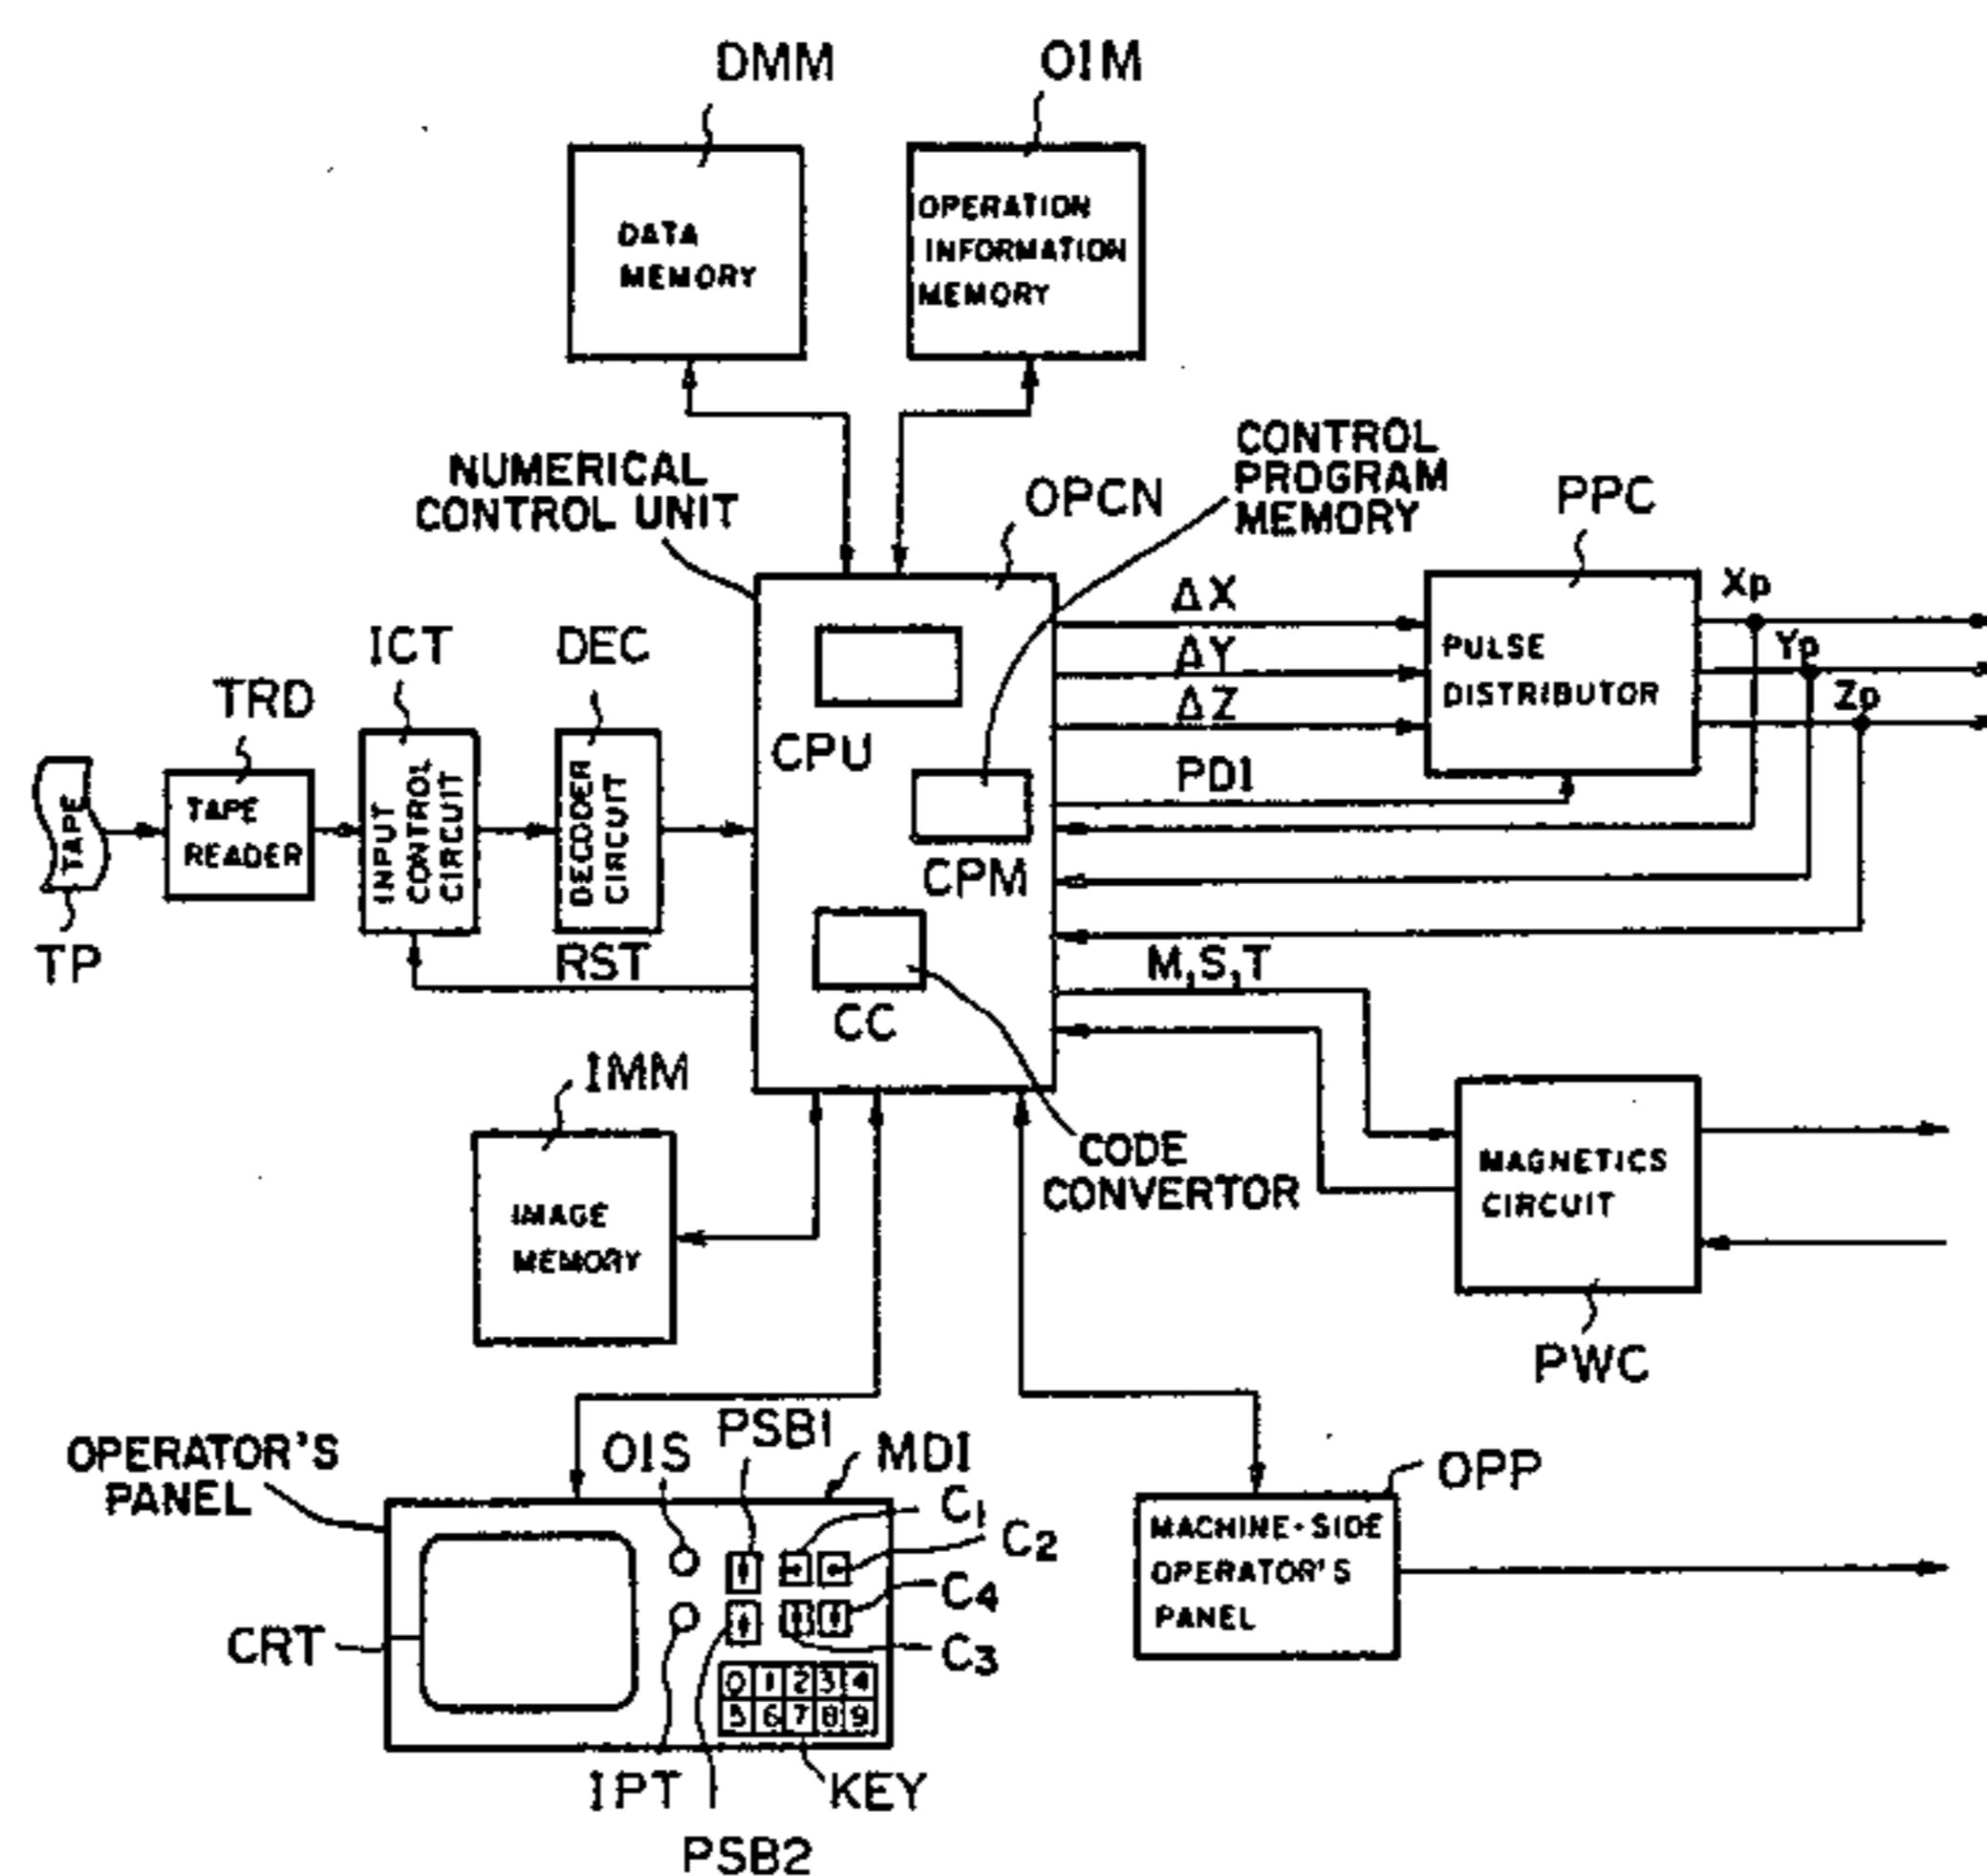 DMM
OIM
DATA
MEMORY
OPERATION
INFORMATION
MEMORY
NUMERICAL
CONTROL UNIT
OPCN
CONTROL
PROGRAM
MEMORY
PPC
ΔX
ΔY
ΔZ
PDI
PULSE
DISTRIBUTOR
Xp
Yp
Zp
ICT
DEC
TRD
TAPE
TP
TAPE
READER
INPUT
CONTROL
CIRCUIT
DECODER
CIRCUIT
RST
CPU
CPM
CC
M,S,T
IMM
IMAGE
MEMORY
CODE
CONVERTOR
MAGNETICS
CIRCUIT
PWC
OPERATOR'S
PANEL
OIS
PSB1
MDI
C1
C2
C4
C3
CRT
0 1 2 3 4
5 6 7 8 9
IPT
KEY
PSB2
OPP
MACHINE-SIDE
OPERATOR'S
PANEL